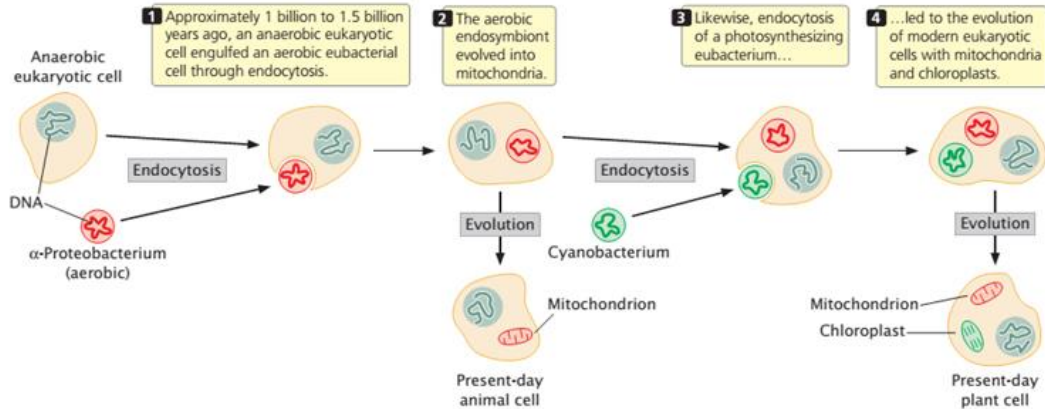 1 Approximately 1 billion to 1.5 billion
years ago, an anaerobic eukaryotic
cell engulfed an aerobic eubacterial
cell through endocytosis.
2 The aerobic
endosymbiont
evolved into
mitochondria.
3 Likewise, endocytosis
of a photosynthesizing
eubacterium…
4 …led to the evolution
of modern eukaryotic
cells with mitochondria
and chloroplasts.
Anaerobic
eukaryotic cell
DNA
Endocytosis
α-Proteobacterium
(aerobic)
Evolution
Mitochondrion
Present-day
animal cell
Endocytosis
Cyanobacterium
Evolution
Mitochondrion
Chloroplast
Present-day
plant cell